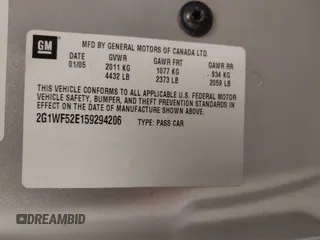 GM
MFD BY GENERAL MOTORS OF CANADA LTD.
DATE GVWR GAWR FRT GAWR RR
01/05 2011 KG 1077 KG 934 KG
4432 LB 2373 LB 2059 LB
THIS VEHICLE CONFORMS TO ALL APPLICABLE U.S. FEDERAL MOTOR
VEHICLE SAFETY, BUMPER, AND THEFT PREVENTION STANDARDS IN
EFFECT ON THE DATE OF MANUFACTURE SHOWN ABOVE.
2G1WF52E159294206 TYPE: PASS CAR
DREAMBID